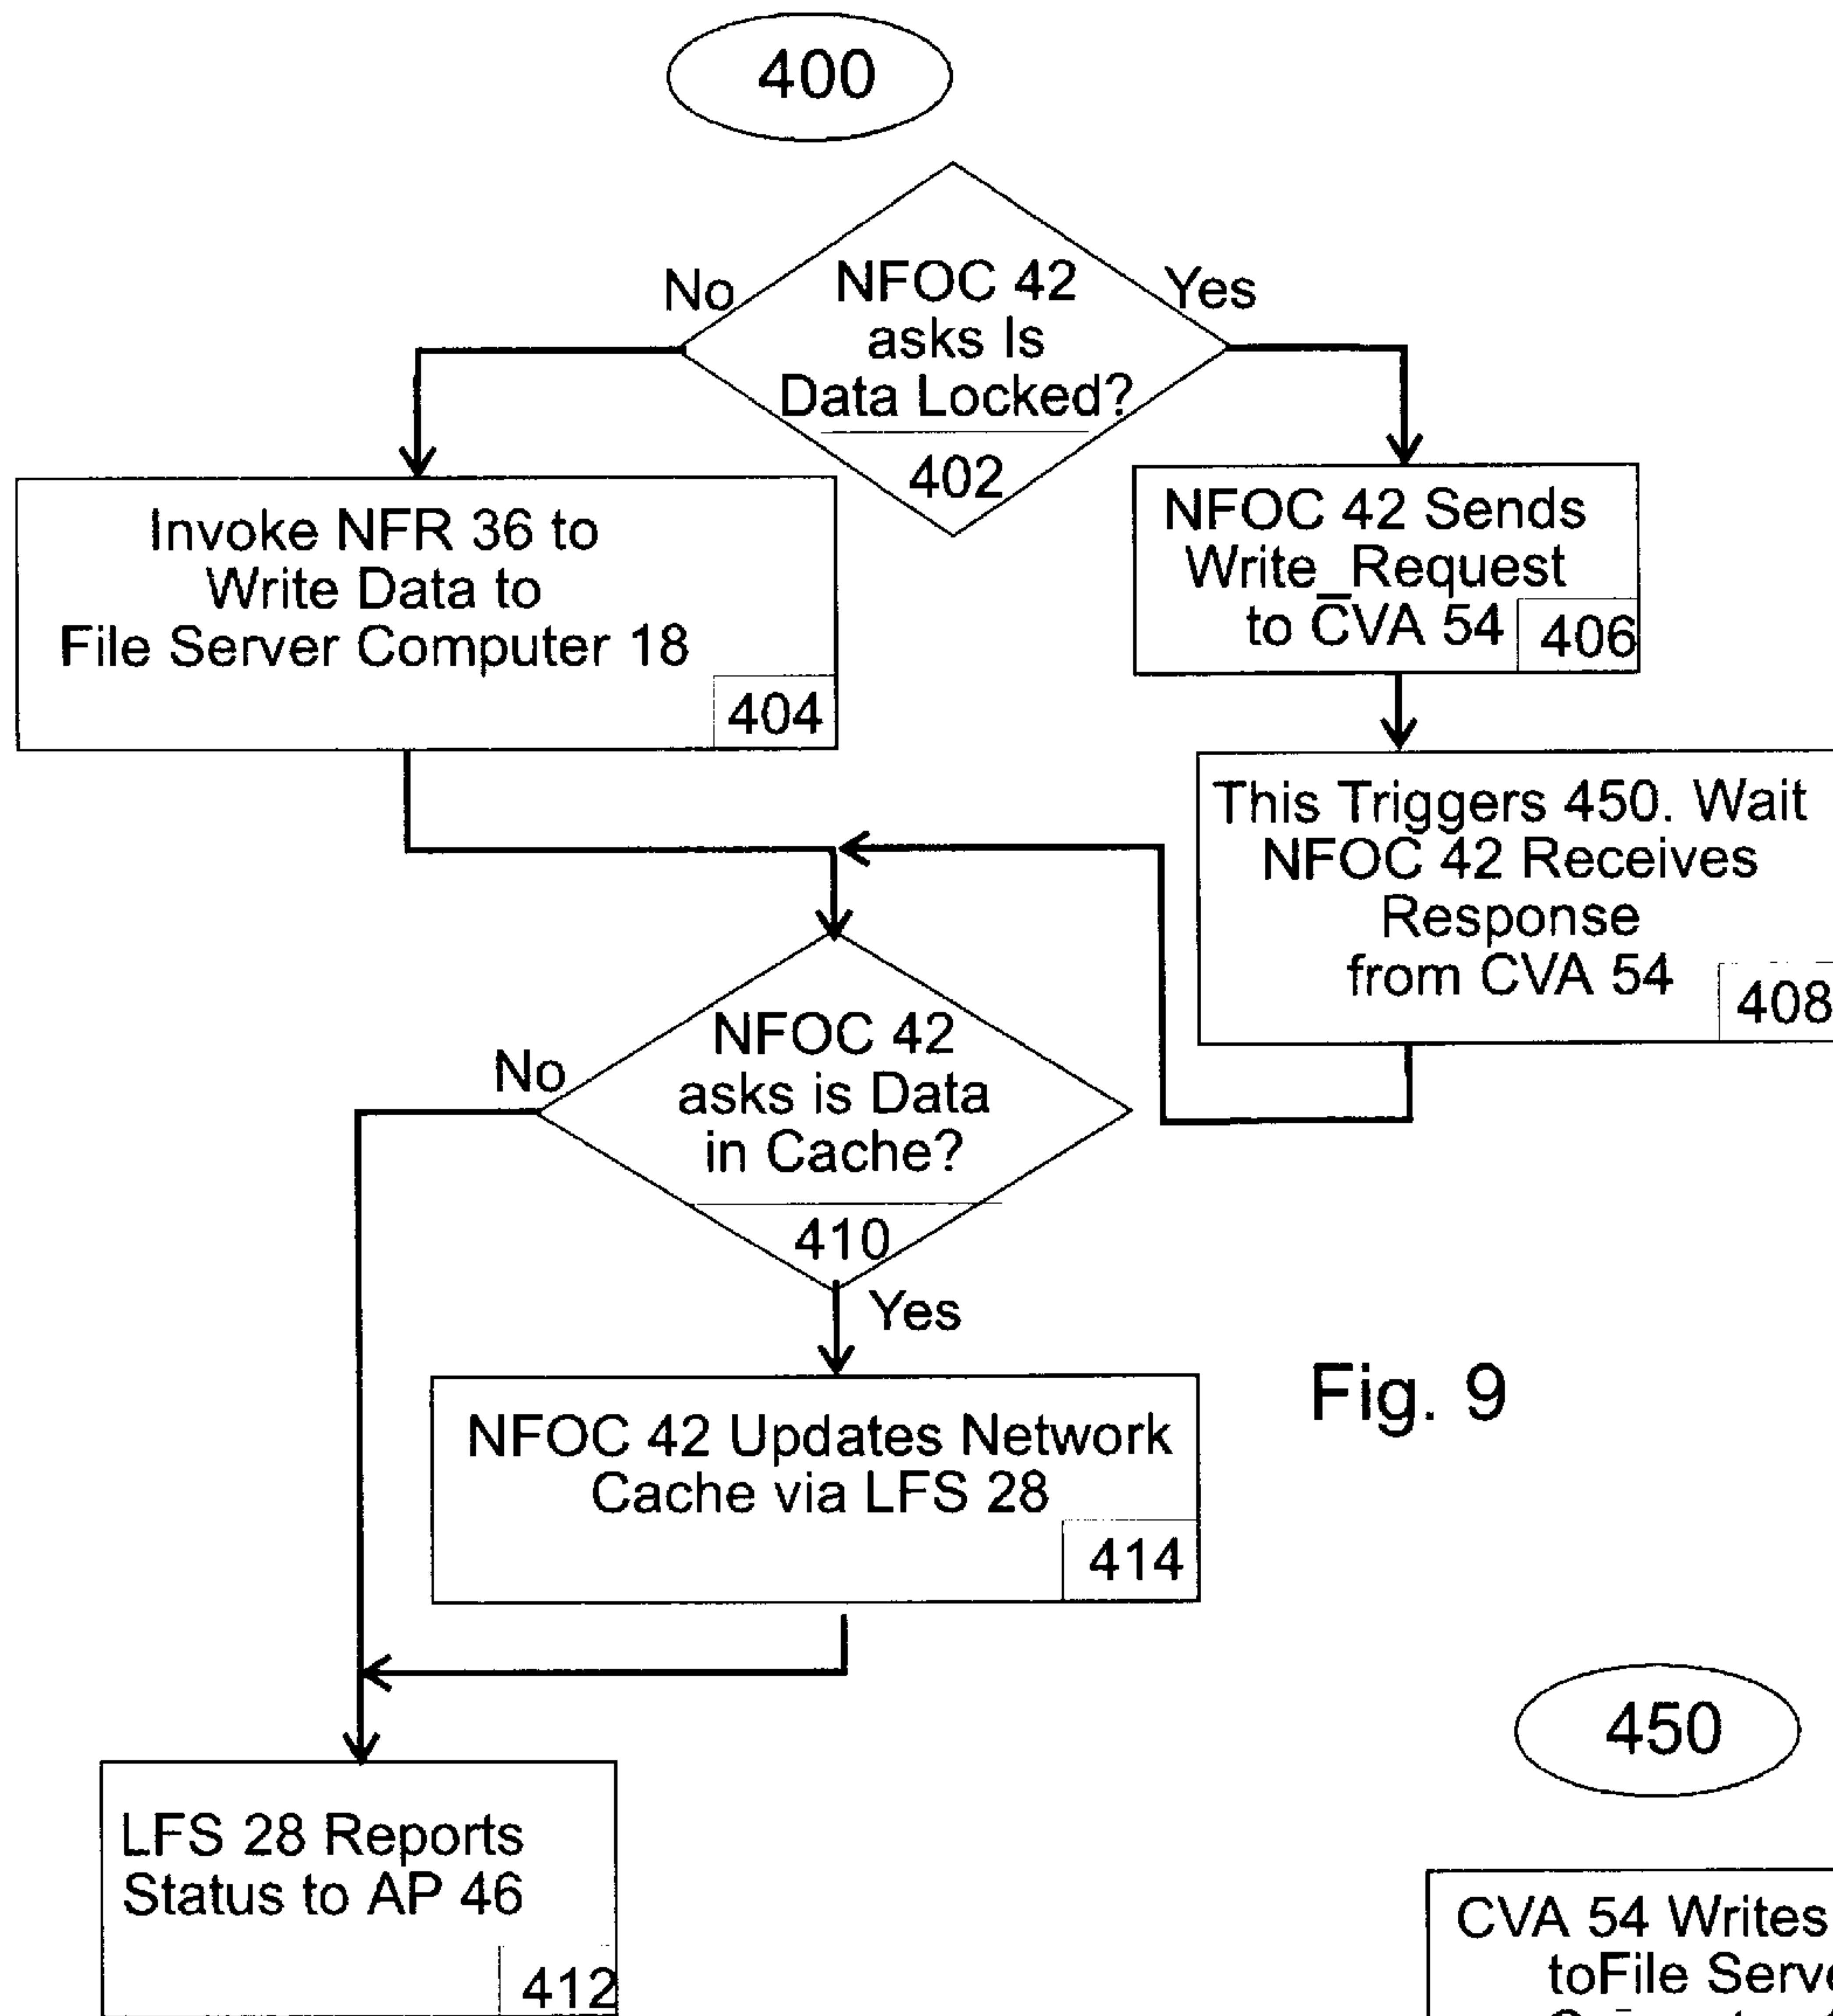 400
No
NFOC 42
Yes
asks Is
Data Locked?
402
Invoke NFR 36 to
Write Data to
File Server Computer 18
404
NFOC 42 Sends
Write_Request
to CVA 54
406
This Triggers 450. Wait
NFOC 42 Receives
Response
from CVA 54
408
No
NFOC 42
asks is Data
in Cache?
410
Yes
NFOC 42 Updates Network
Cache via LFS 28
414
Fig. 9
LFS 28 Reports
Status to AP 46
412
450
CVA 54 Writes
toFile